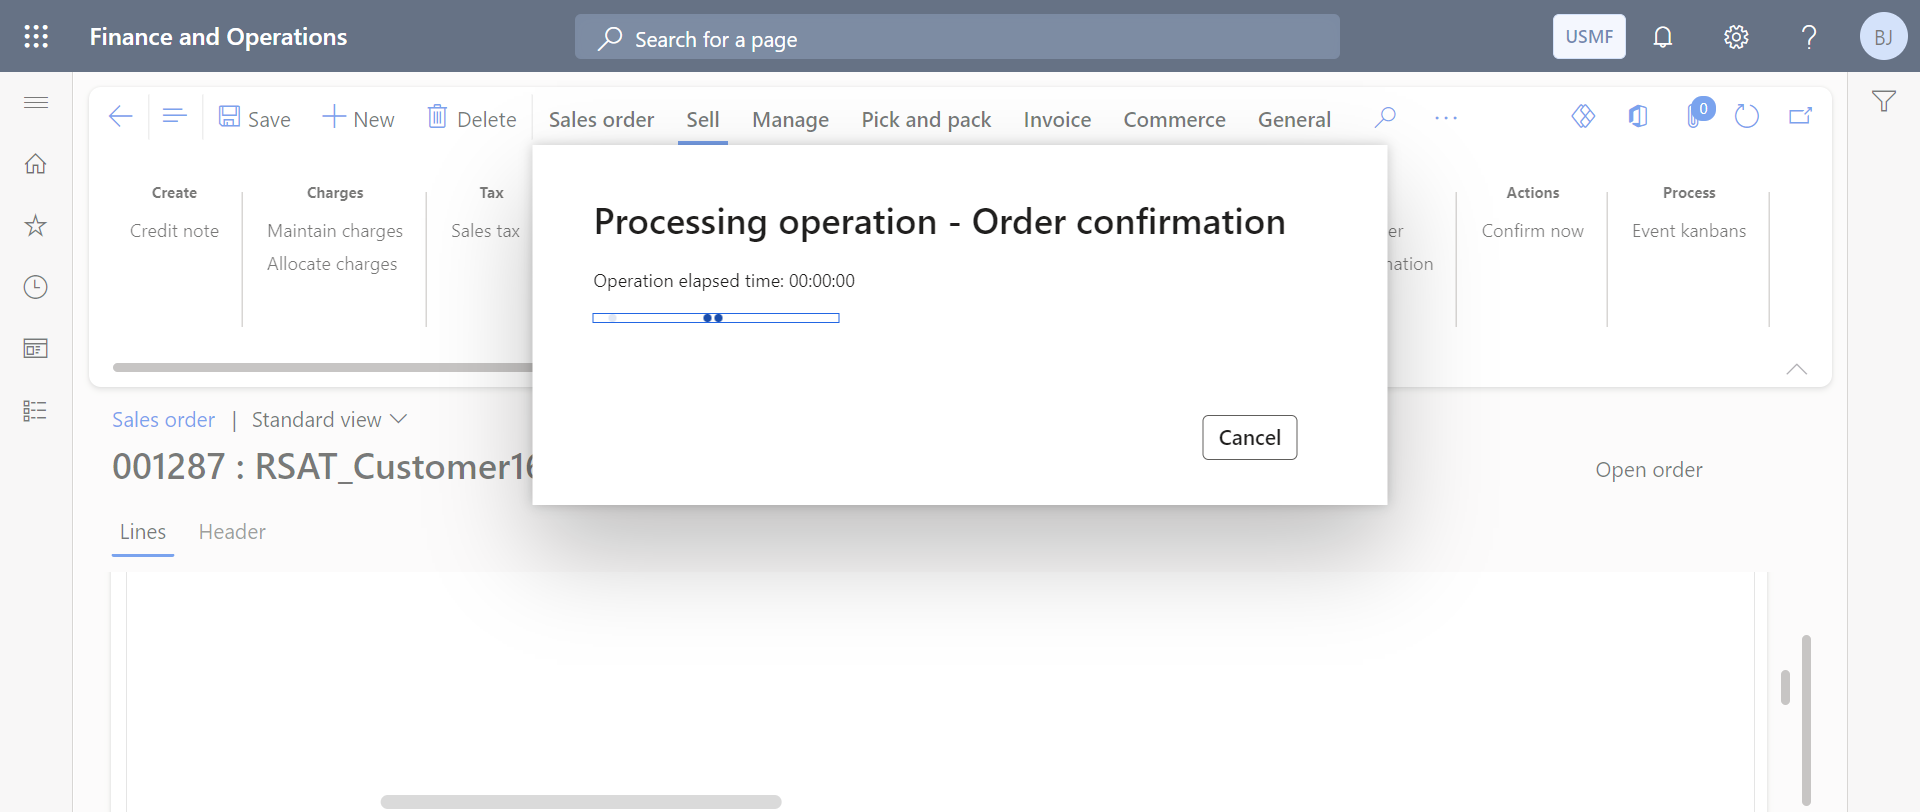 Finance and Operations
Search for a page
USMF
BJ
Save
New
Delete
Sales order
Sell
Manage
Pick and pack
Invoice
Commerce
General
0
Create
Credit note
Charges
Maintain charges
Allocate charges
Tax
Sales tax
Actions
Confirm now
Process
Event kanbans
Processing operation - Order confirmation
Operation elapsed time: 00:00:00
Cancel
Sales order | Standard view
001287 : RSAT_Customer16
Open order
Lines
Header